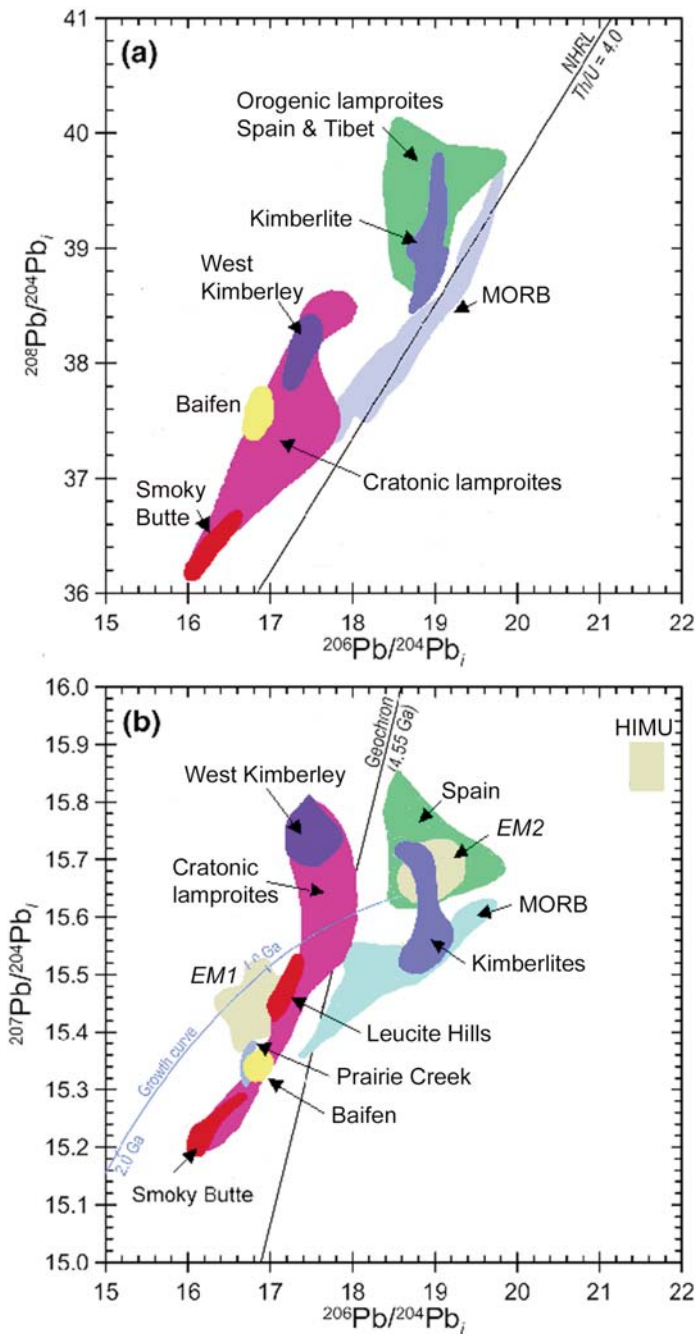 (a)
NHRL
Th/U = 4.0
Orogenic lamproites
Spain & Tibet
Kimberlite
West
Kimberley
MORB
Baifen
Cratonic lamproites
Smoky
Butte
41
40
39
38
37
36
208Pb/204Pbi
15 16 17 18 19 20 21 22
206Pb/204Pbi
(b)
Geochron
(4.55 Ga)
HIMU
West Kimberley
Spain
EM2
Cratonic
lamproites
MORB
1.0 Ga
EM1
Kimberlites
Leucite Hills
Growth curve
Prairie Creek
Baifen
2.0 Ga
Smoky Butte
16.0
15.9
15.8
15.7
15.6
15.5
15.4
15.3
15.2
15.1
15.0
207Pb/204Pbi
15 16 17 18 19 20 21 22
206Pb/204Pbi